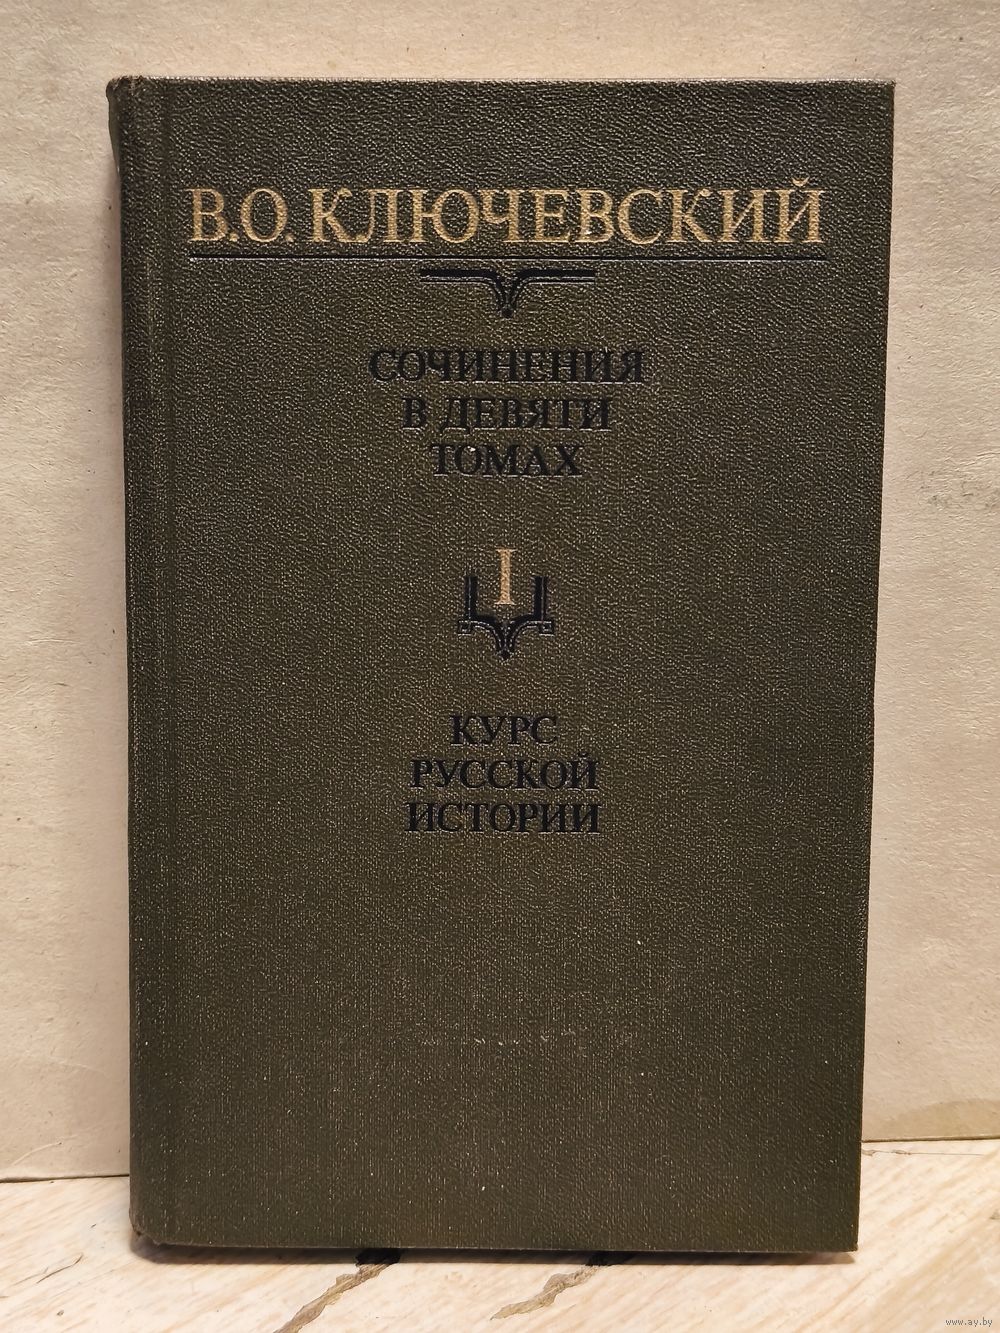 В.О. КЛЮЧЕВСКИЙ
СОЧИНЕНИЯ
В ДЕВЯТИ
ТОМАХ
I
КУРС
РУССКОЙ
ИСТОРИИ
www.ay.by